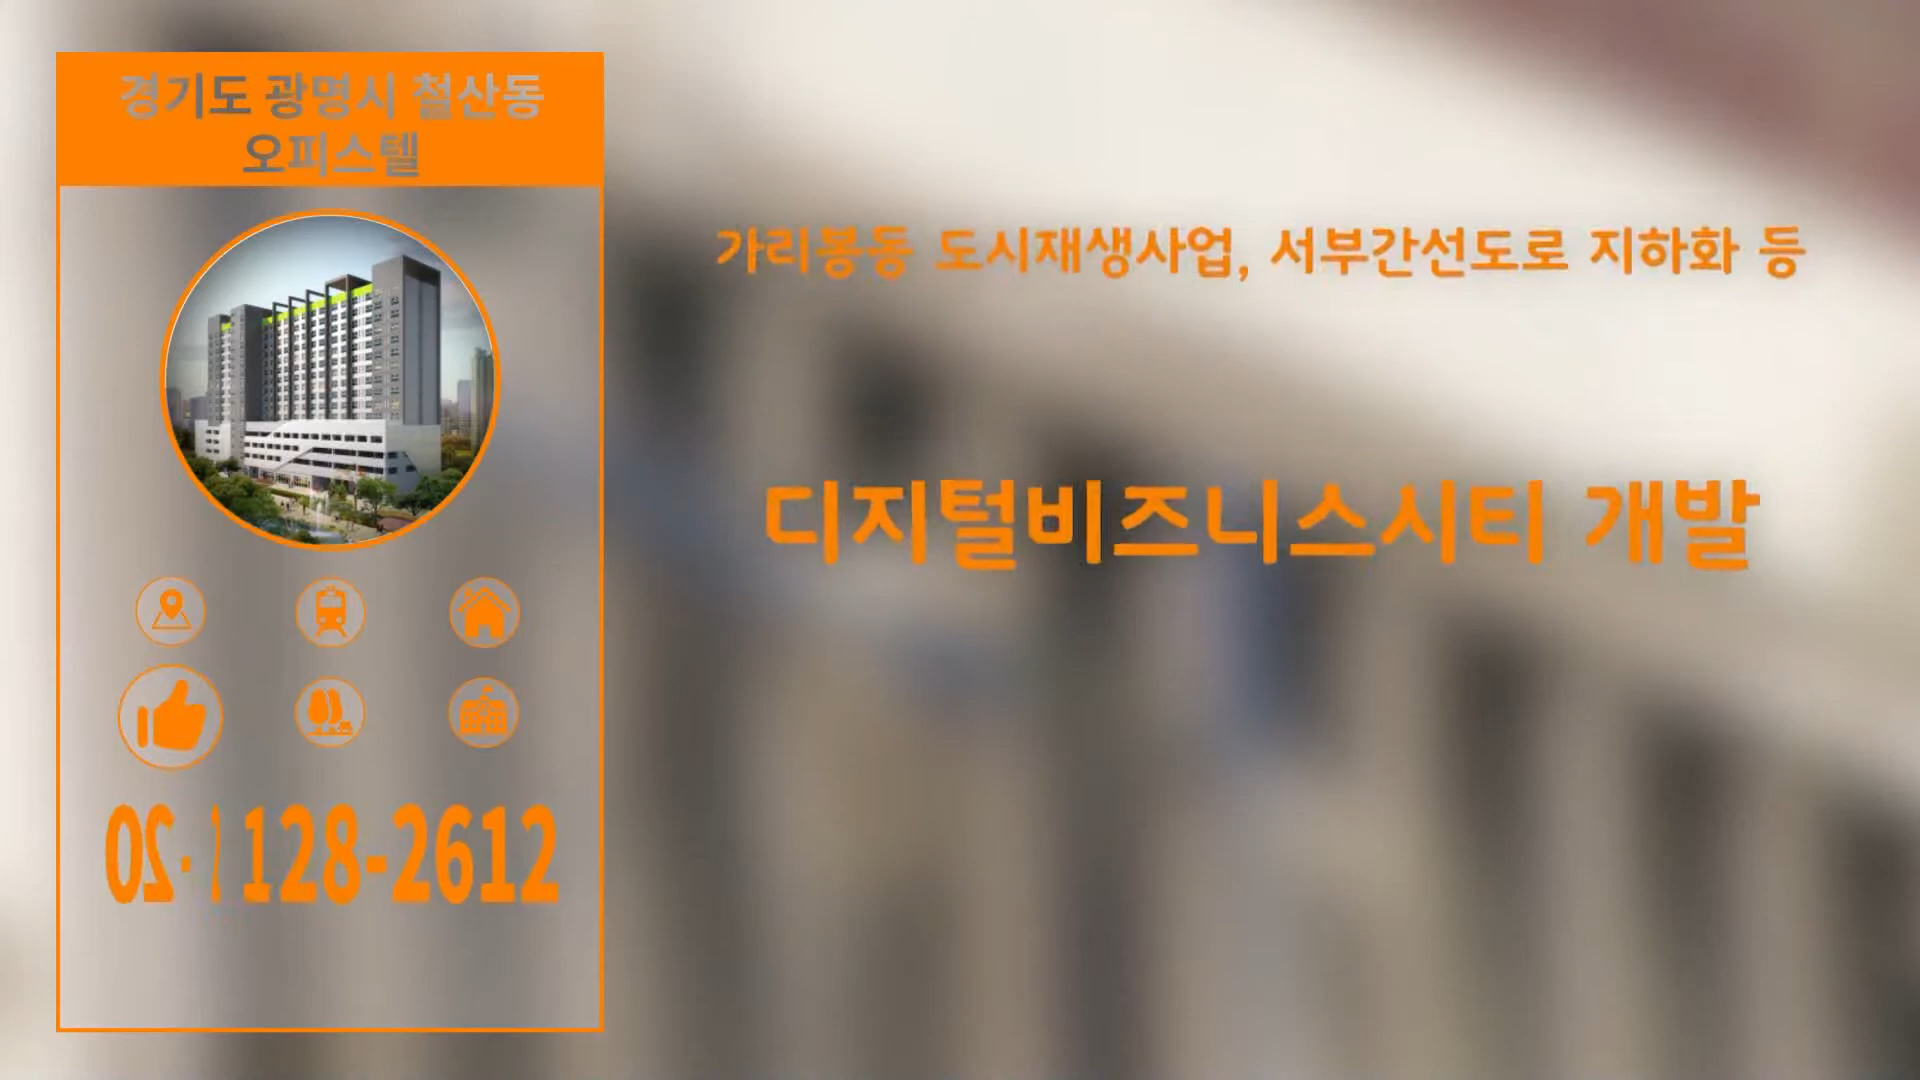 경기도 광명시 철산동
오피스텔
가리봉동 도시재생사업, 서부간선도로 지하화 등
디지털비즈니스시티 개발
128-2612